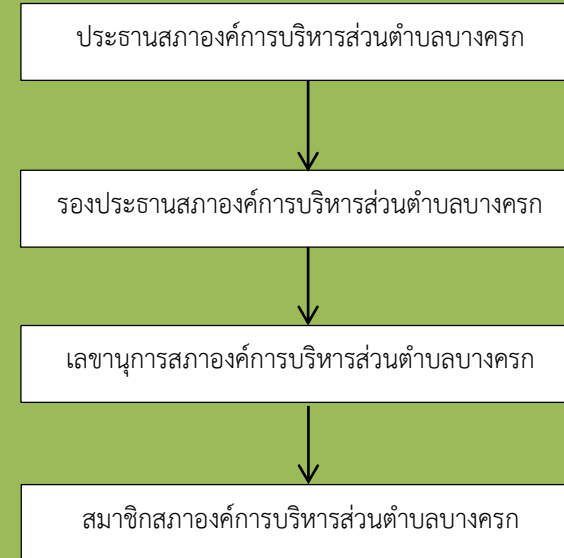 ประธานสภาองค์การบริหารส่วนตำบลบางครก
รองประธานสภาองค์การบริหารส่วนตำบลบางครก
เลขานุการสภาองค์การบริหารส่วนตำบลบางครก
สมาชิกสภาองค์การบริหารส่วนตำบลบางครก